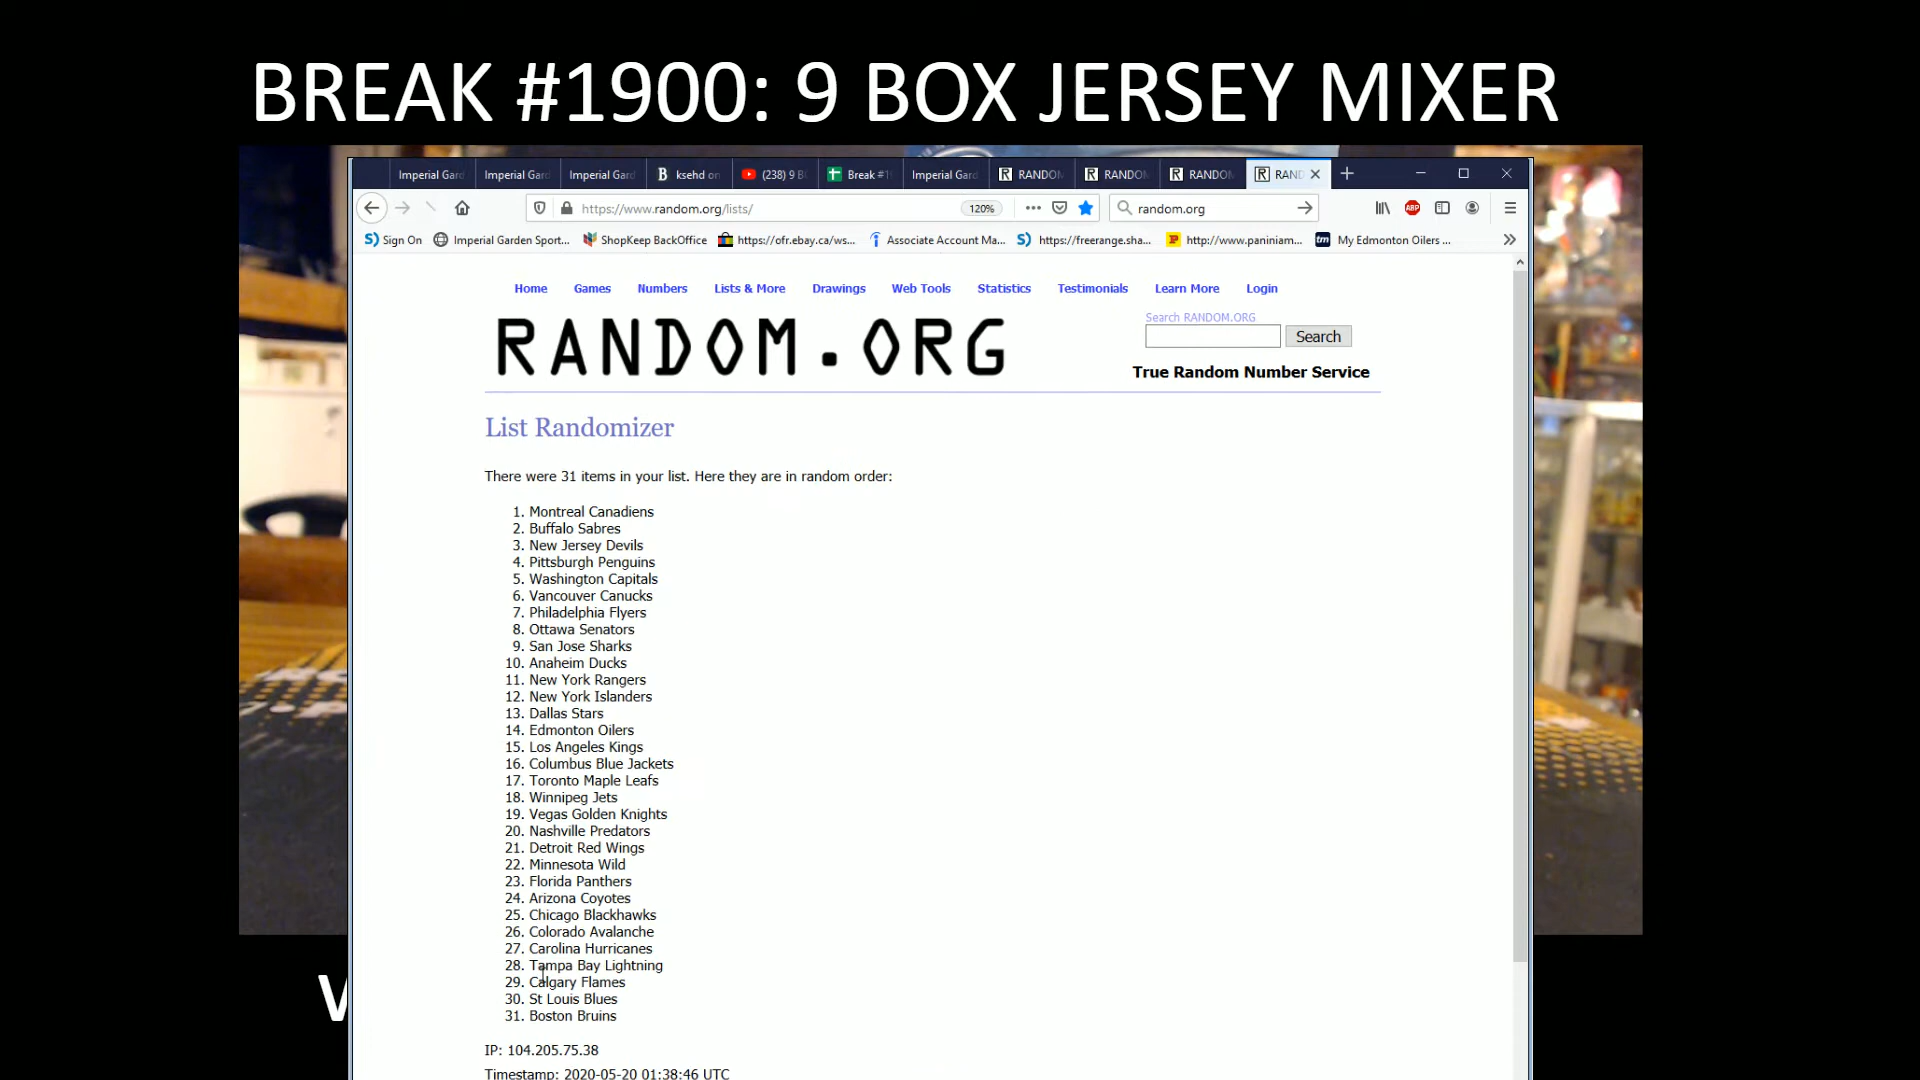 BREAK #1900: 9 BOX JERSEY MIXER
Imperial Gard
Imperial Gard
Imperial Gard
ksehd on
(238) 9 B
Break #1
Imperial Gard
RANDOM
RANDOM
RANDOM
RAND
https://www.random.org/lists/
120%
random.org
Sign On
Imperial Garden Sport...
ShopKeep BackOffice
https://ofr.ebay.ca/ws...
Associate Account Ma...
https://freerange.sha...
http://www.paniniam...
My Edmonton Oilers ...
Home Games Numbers Lists & More Drawings Web Tools Statistics Testimonials Learn More Login
RANDOM.ORG
Search RANDOM.ORG
Search
True Random Number Service
List Randomizer
There were 31 items in your list. Here they are in random order:
1. Montreal Canadiens
2. Buffalo Sabres
3. New Jersey Devils
4. Pittsburgh Penguins
5. Washington Capitals
6. Vancouver Canucks
7. Philadelphia Flyers
8. Ottawa Senators
9. San Jose Sharks
10. Anaheim Ducks
11. New York Rangers
12. New York Islanders
13. Dallas Stars
14. Edmonton Oilers
15. Los Angeles Kings
16. Columbus Blue Jackets
17. Toronto Maple Leafs
18. Winnipeg Jets
19. Vegas Golden Knights
20. Nashville Predators
21. Detroit Red Wings
22. Minnesota Wild
23. Florida Panthers
24. Arizona Coyotes
25. Chicago Blackhawks
26. Colorado Avalanche
27. Carolina Hurricanes
28. Tampa Bay Lightning
29. Calgary Flames
30. St Louis Blues
31. Boston Bruins
IP: 104.205.75.38
Timestamp: 2020-05-20 01:38:46 UTC